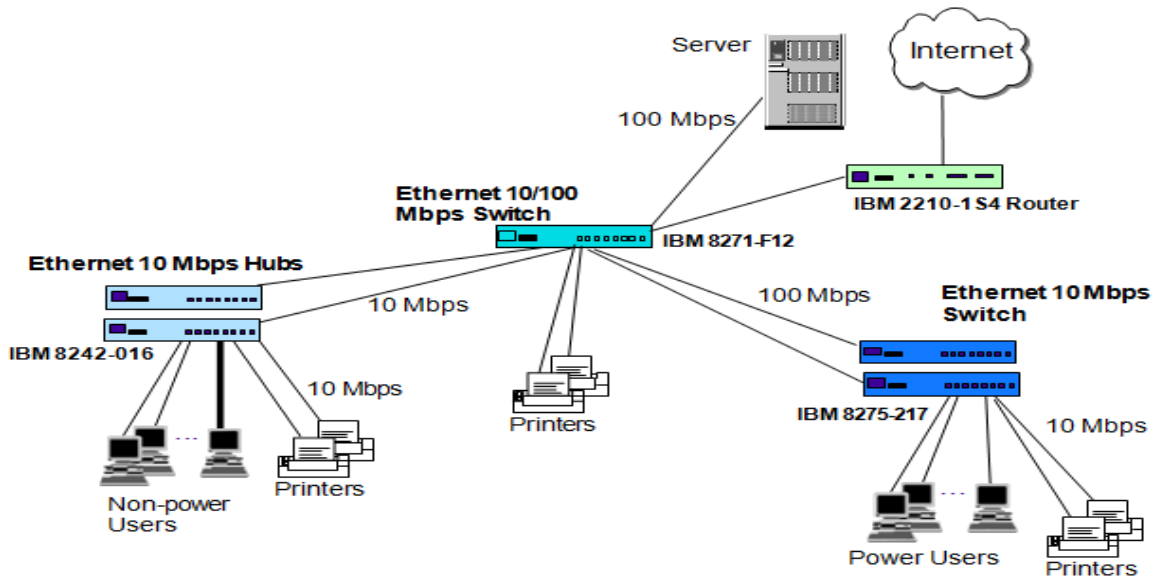 Server
Internet
100 Mbps
Ethernet 10/100
Mbps Switch
IBM 2210-1S4 Router
IBM 8271-F12
Ethernet 10 Mbps Hubs
10 Mbps
100 Mbps
Ethernet 10 Mbps
Switch
IBM 8242-016
10 Mbps
Printers
IBM 8275-217
10 Mbps
Non-power
Users
Printers
Power Users
Printers